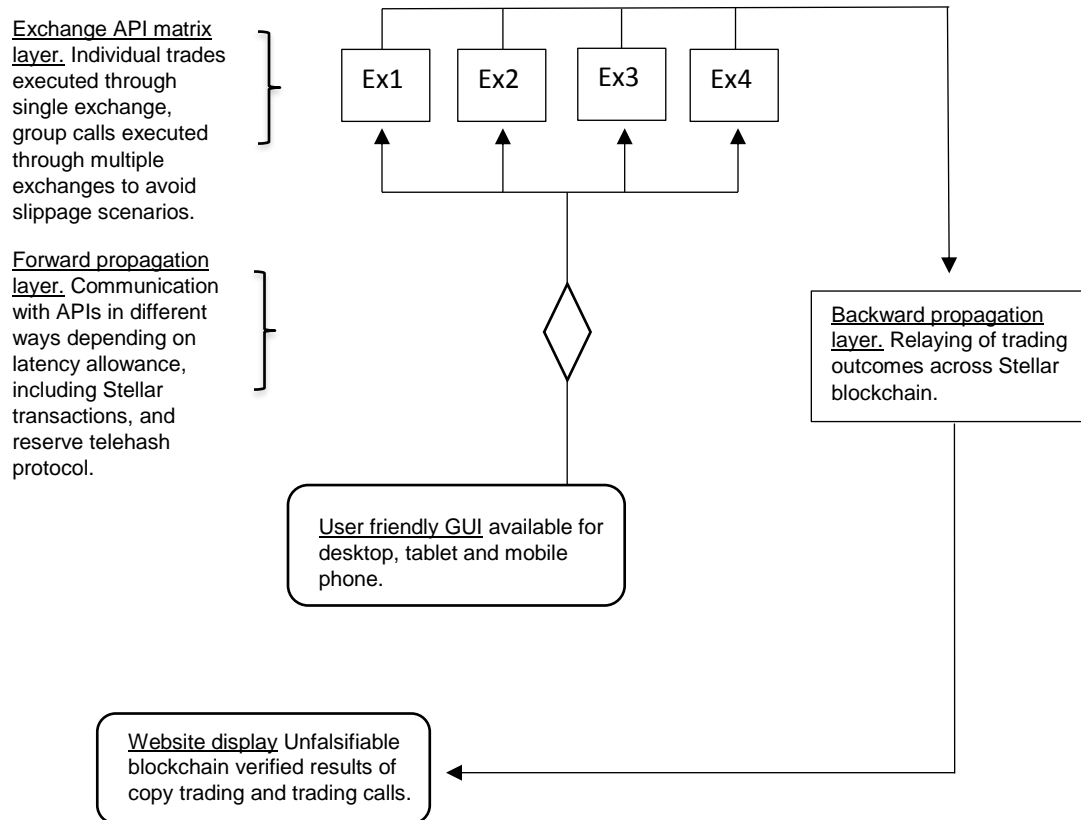 Exchange API matrix
layer. Individual trades
executed through
single exchange,
group calls executed
through multiple
exchanges to avoid
slippage scenarios.
Ex1
Ex2
Ex3
Ex4
Forward propagation
layer. Communication
with APIs in different
ways depending on
latency allowance,
including Stellar
transactions, and
reserve telehash
protocol.
Backward propagation
layer. Relaying of trading
outcomes across Stellar
blockchain.
User friendly GUI available for
desktop, tablet and mobile
phone.
Website display Unfalsifiable
blockchain verified results of
copy trading and trading calls.